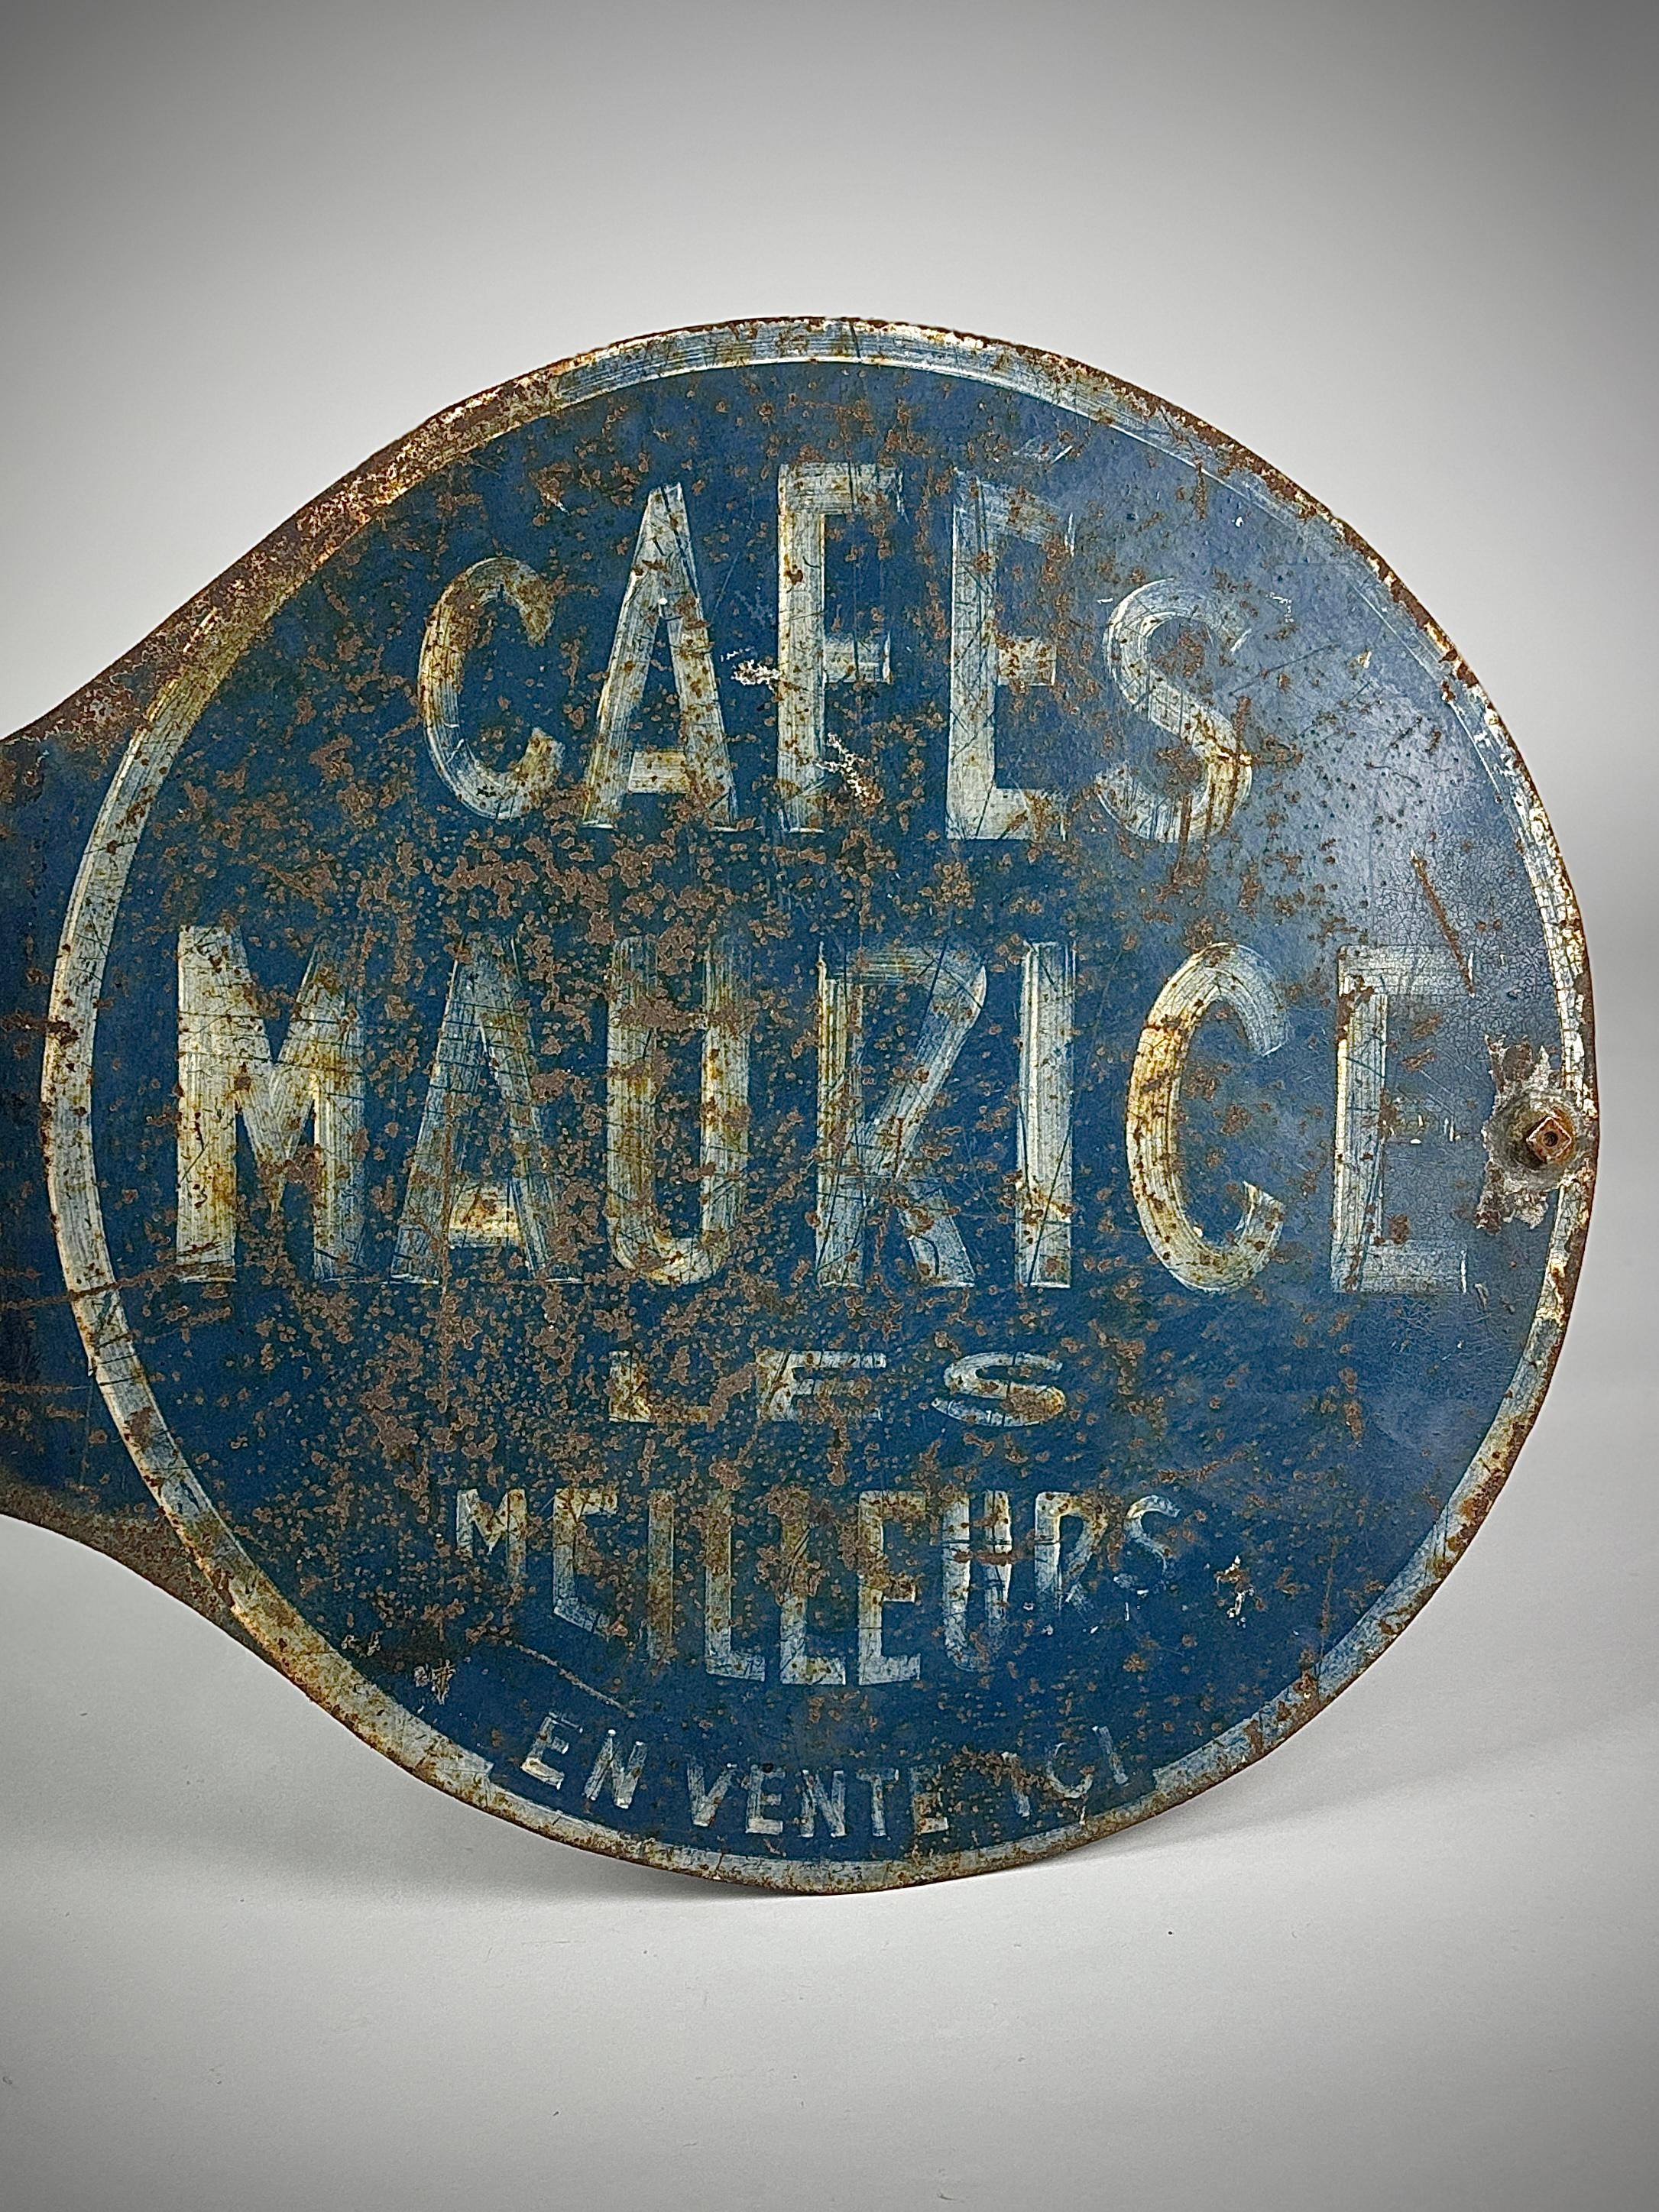 CAFES
MAURICE
LES
MEILLEURS
EN VENTE ICI